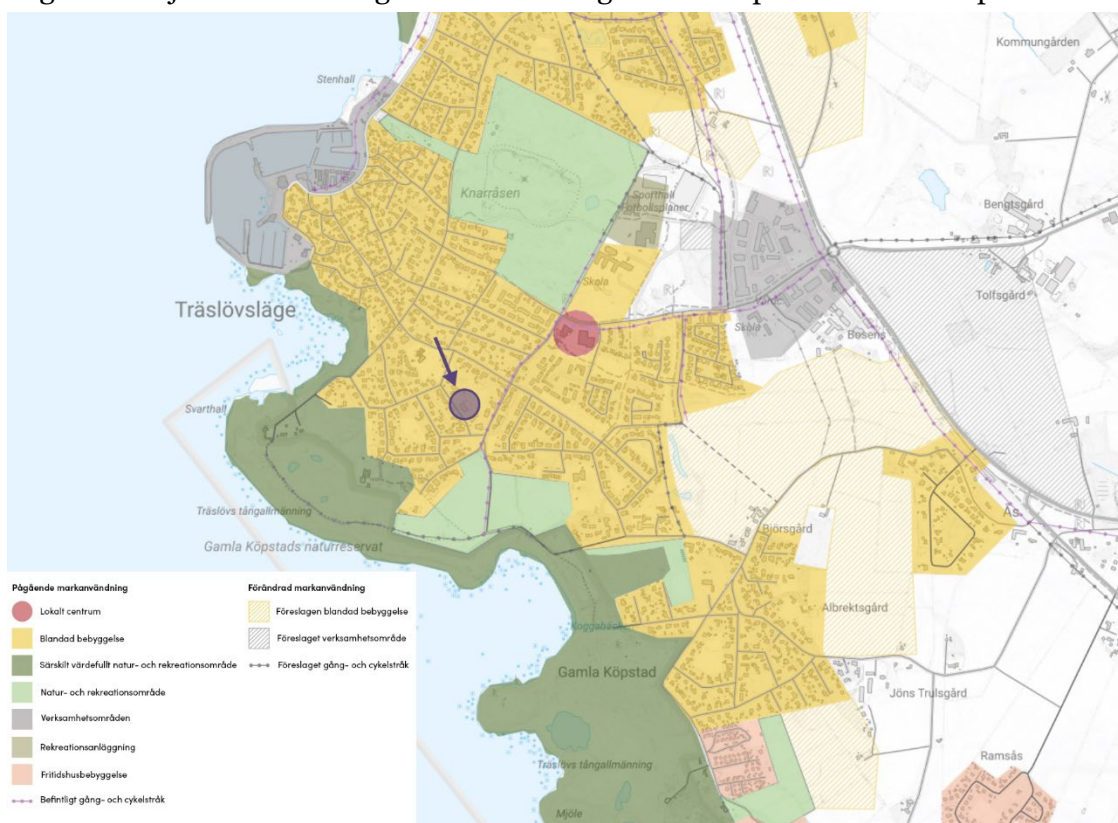 Stenhall
Kommungården
Knarråsen
Sporthall
Fotbollsplaner
Bengtsgård
Träslövsläge
Skola
Tolfsgård
Skola
Bosens
Svarthall
Träslövs tångallmänning
Gamla Köpstads naturreservat
Björsgård
Ås
Albrektsgård
Gamla Köpstad
Jöns Trulsgård
Träslövs tångallmänning
Ramsås
Mjöle
Pågående markanvändning
Lokalt centrum
Blandad bebyggelse
Särskilt värdefullt natur- och rekreationsområde
Natur- och rekreationsområde
Verksamhetsområden
Rekreationsanläggning
Fritidshusbebyggelse
Befintligt gång- och cykelstråk
Förändrad markanvändning
Föreslagen blandad bebyggelse
Föreslaget verksamhetsområde
Föreslaget gång- och cykelstråk